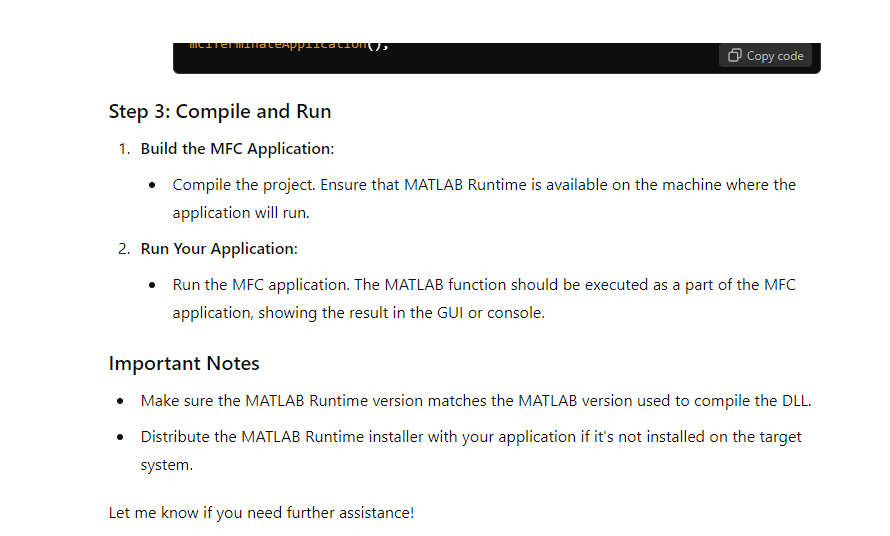 mclTerminateApplication();
Copy code
Step 3: Compile and Run
1. Build the MFC Application:
• Compile the project. Ensure that MATLAB Runtime is available on the machine where the
application will run.
2. Run Your Application:
• Run the MFC application. The MATLAB function should be executed as a part of the MFC
application, showing the result in the GUI or console.
Important Notes
• Make sure the MATLAB Runtime version matches the MATLAB version used to compile the DLL.
• Distribute the MATLAB Runtime installer with your application if it's not installed on the target
system.
Let me know if you need further assistance!